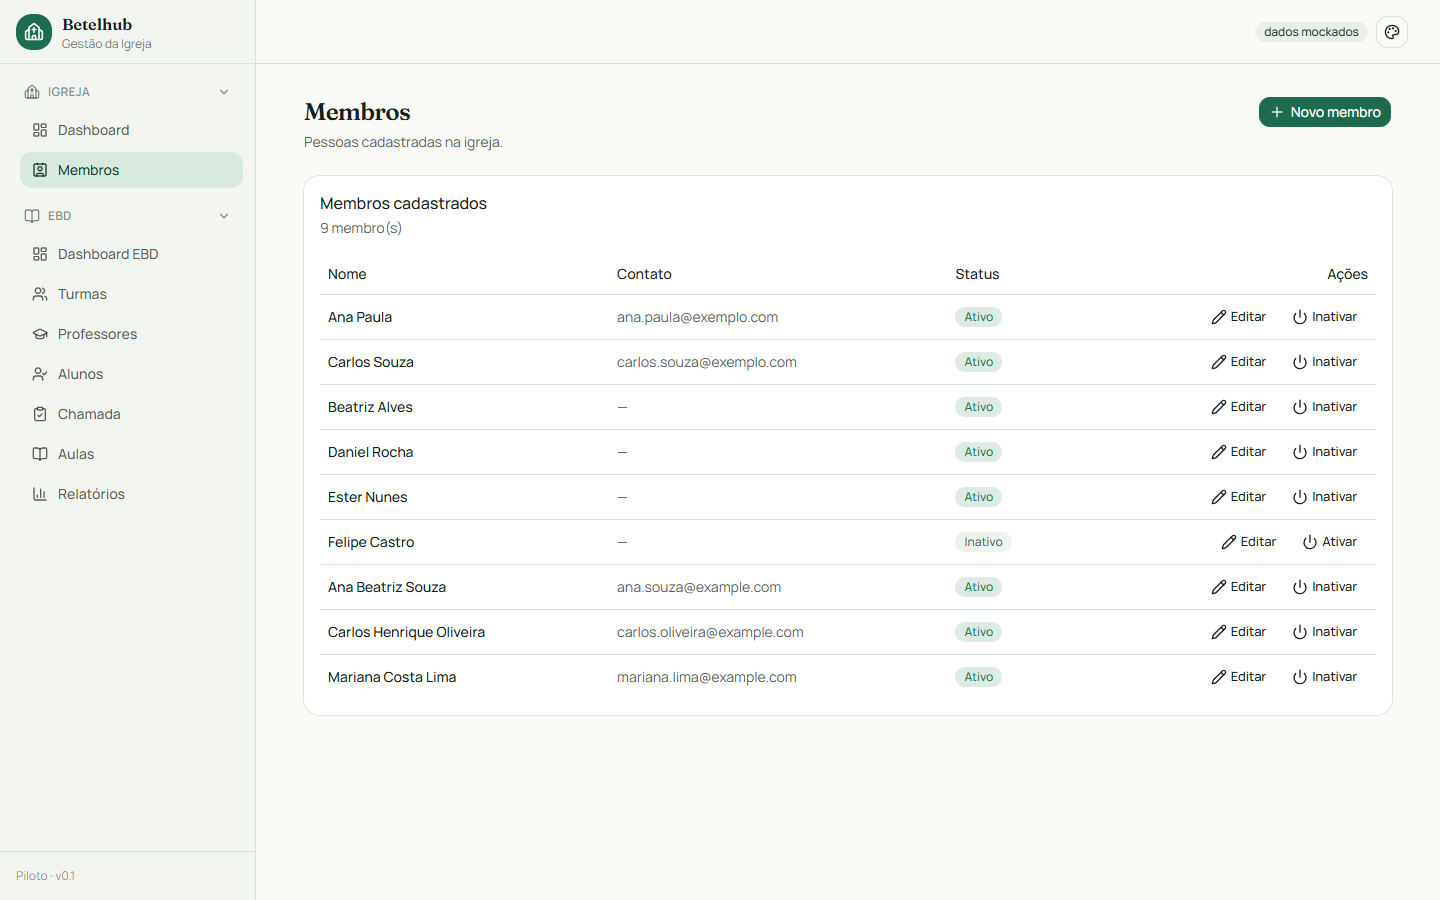 Betelhub
Gestão da Igreja
dados mockados
IGREJA
Dashboard
Membros
EBD
Dashboard EBD
Turmas
Professores
Alunos
Chamada
Aulas
Relatórios
Piloto · v0.1
Membros
Pessoas cadastradas na igreja.
Novo membro
Membros cadastrados
9 membro(s)
Nome Contato Status Ações
Ana Paula ana.paula@exemplo.com Ativo Editar Inativar
Carlos Souza carlos.souza@exemplo.com Ativo Editar Inativar
Beatriz Alves — Ativo Editar Inativar
Daniel Rocha — Ativo Editar Inativar
Ester Nunes — Ativo Editar Inativar
Felipe Castro — Inativo Editar Ativar
Ana Beatriz Souza ana.souza@example.com Ativo Editar Inativar
Carlos Henrique Oliveira carlos.oliveira@example.com Ativo Editar Inativar
Mariana Costa Lima mariana.lima@example.com Ativo Editar Inativar